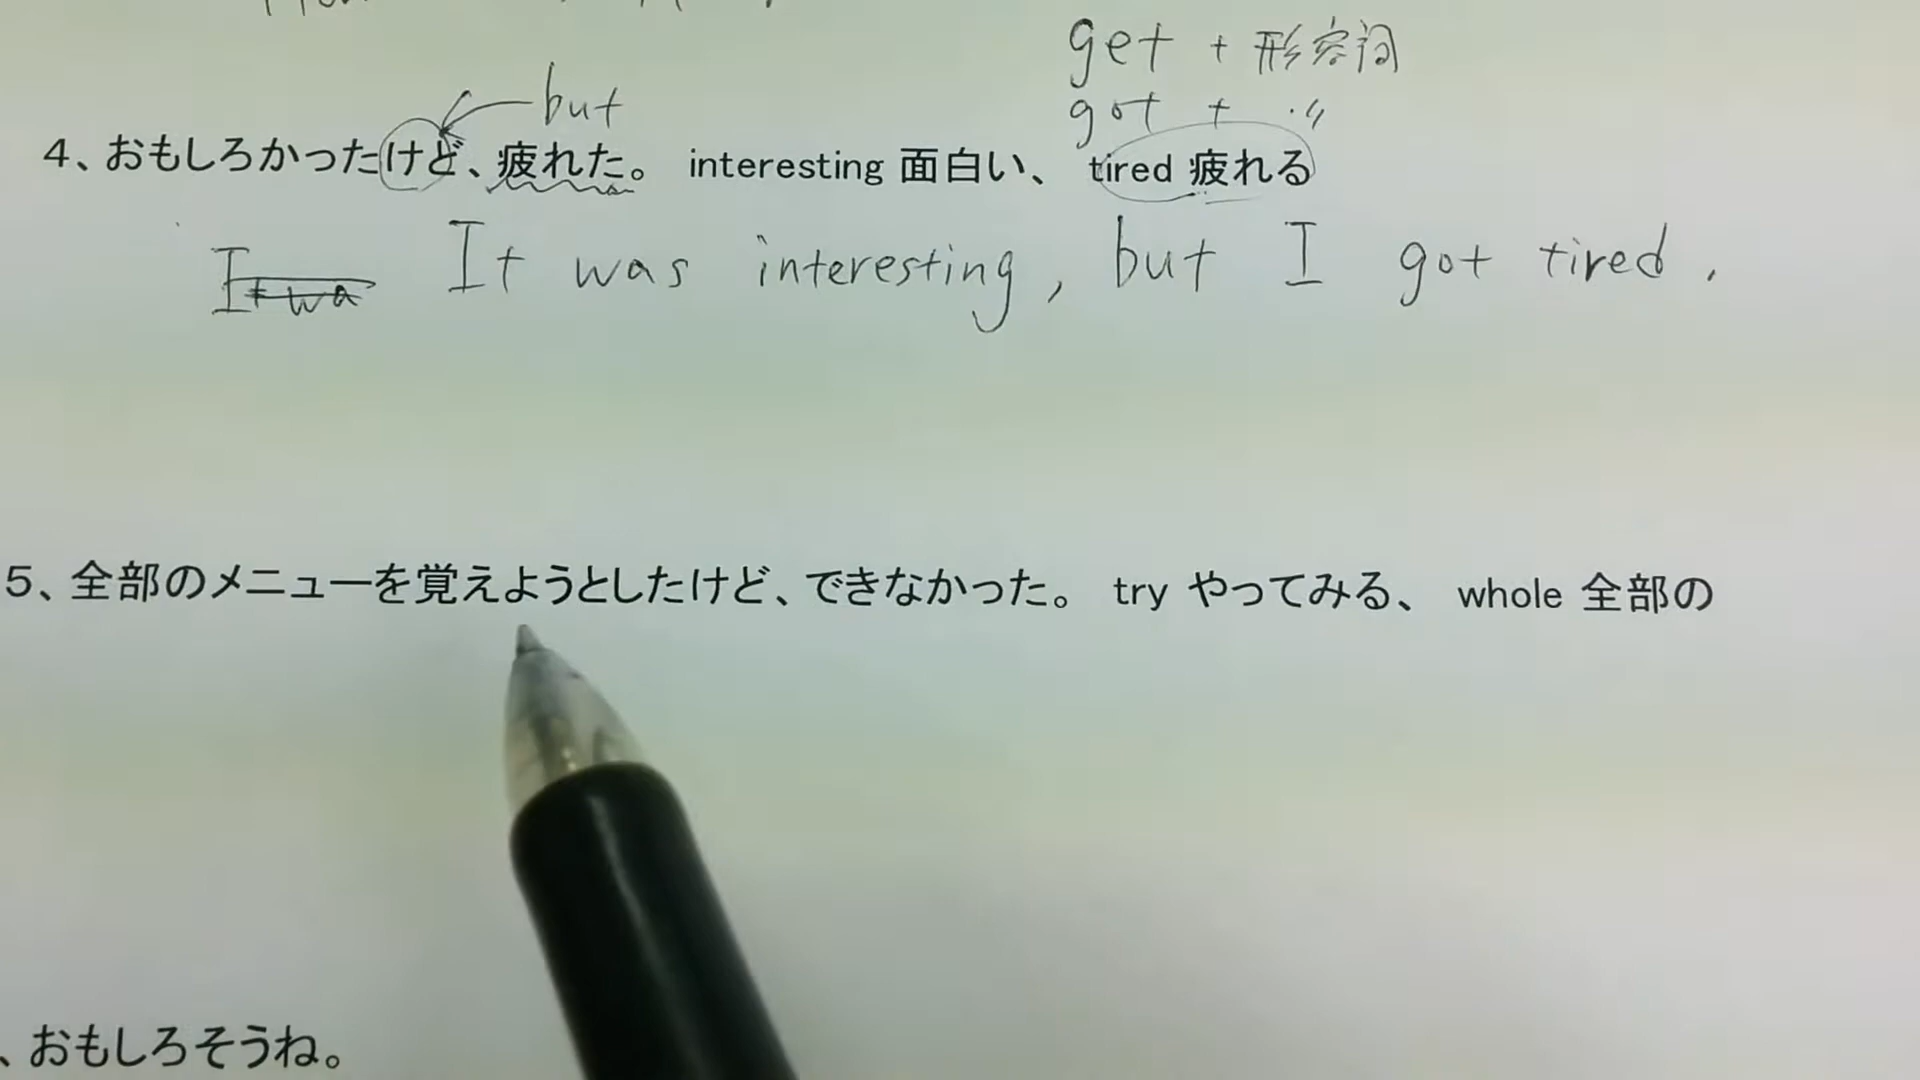 get + 形容詞
but
got + 〃
4、おもしろかったけど、疲れた。 interesting 面白い、 tired 疲れる
It wa It was interesting, but I got tired.
5、全部のメニューを覚えようとしたけど、できなかった。 try やってみる、 whole 全部の
、おもしろそうね。